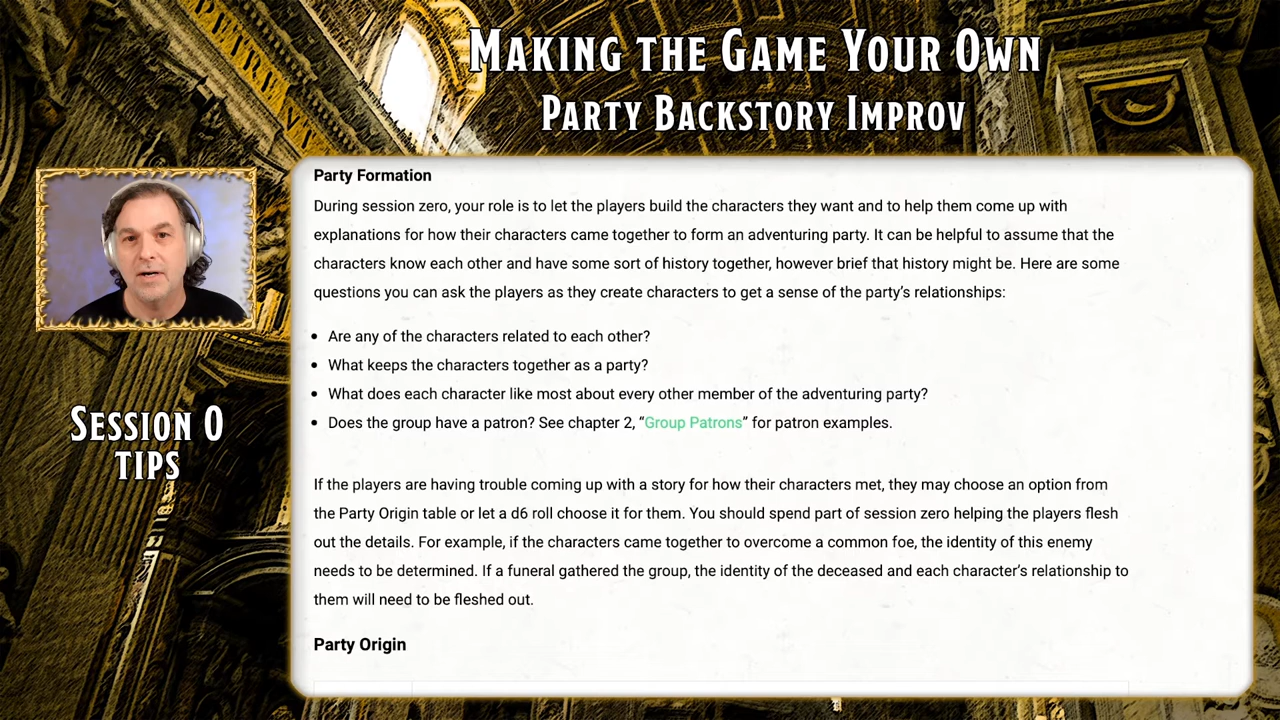 Making the Game Your Own
Party Backstory Improv
Party Formation
During session zero, your role is to let the players build the characters they want and to help them come up with
explanations for how their characters came together to form an adventuring party. It can be helpful to assume that the
characters know each other and have some sort of history together, however brief that history might be. Here are some
questions you can ask the players as they create characters to get a sense of the party’s relationships:
• Are any of the characters related to each other?
• What keeps the characters together as a party?
• What does each character like most about every other member of the adventuring party?
• Does the group have a patron? See chapter 2, “Group Patrons” for patron examples.
If the players are having trouble coming up with a story for how their characters met, they may choose an option from
the Party Origin table or let a d6 roll choose it for them. You should spend part of session zero helping the players flesh
out the details. For example, if the characters came together to overcome a common foe, the identity of this enemy
needs to be determined. If a funeral gathered the group, the identity of the deceased and each character’s relationship to
them will need to be fleshed out.
Party Origin
Session 0
tips